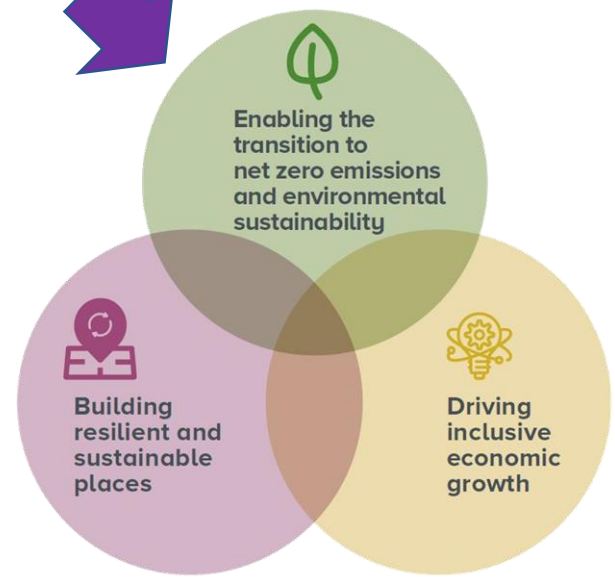 Enabling the
transition to
net zero emissions
and environmental
sustainability
Building
resilient and
sustainable
places
Driving
inclusive
economic
growth